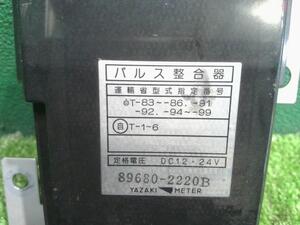 パルス整合器
運輸省型式指定番号
T-83~-86.-91
-92.-94~-99
自 T-1-6
定格電圧 DC12・24V
89680-2220B
YAZAKI METER